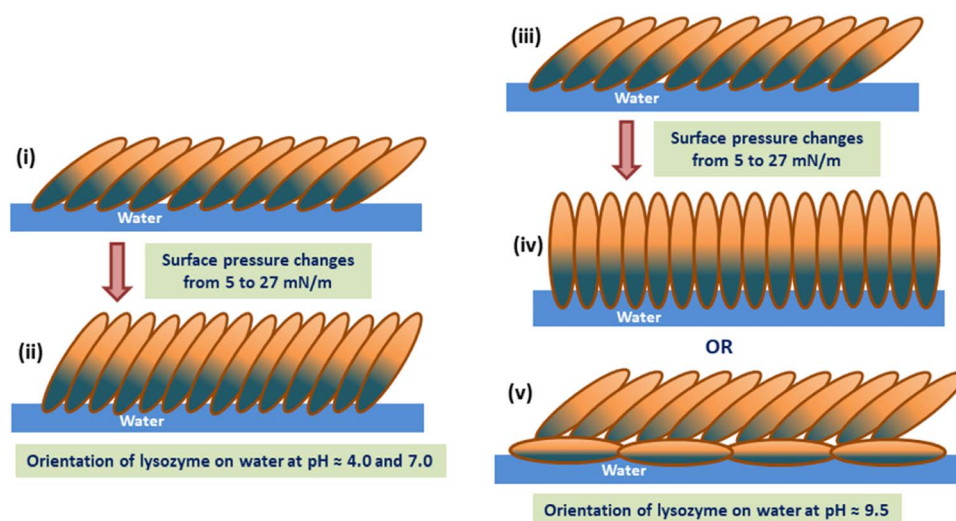 (i)
Water
Surface pressure changes
from 5 to 27 mN/m
(ii)
Water
Orientation of lysozyme on water at pH ≈ 4.0 and 7.0
(iii)
Water
Surface pressure changes
from 5 to 27 mN/m
(iv)
Water
OR
(v)
Water
Orientation of lysozyme on water at pH ≈ 9.5